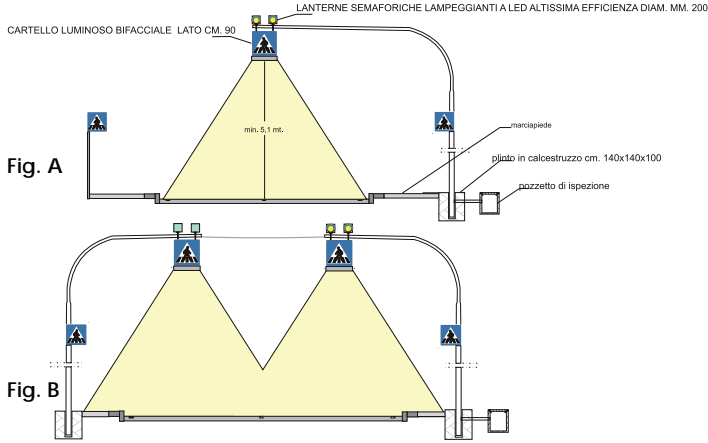 LANTERNE SEMAFORICHE LAMPEGGIANTI A LED ALTISSIMA EFFICIENZA DIAM. MM. 200
CARTELLO LUMINOSO BIFACCIALE LATO CM. 90
min. 5,1 mt.
marciapiede
Fig. A
plinto in calcestruzzo cm. 140x140x100
pozzetto di ispezione
Fig. B